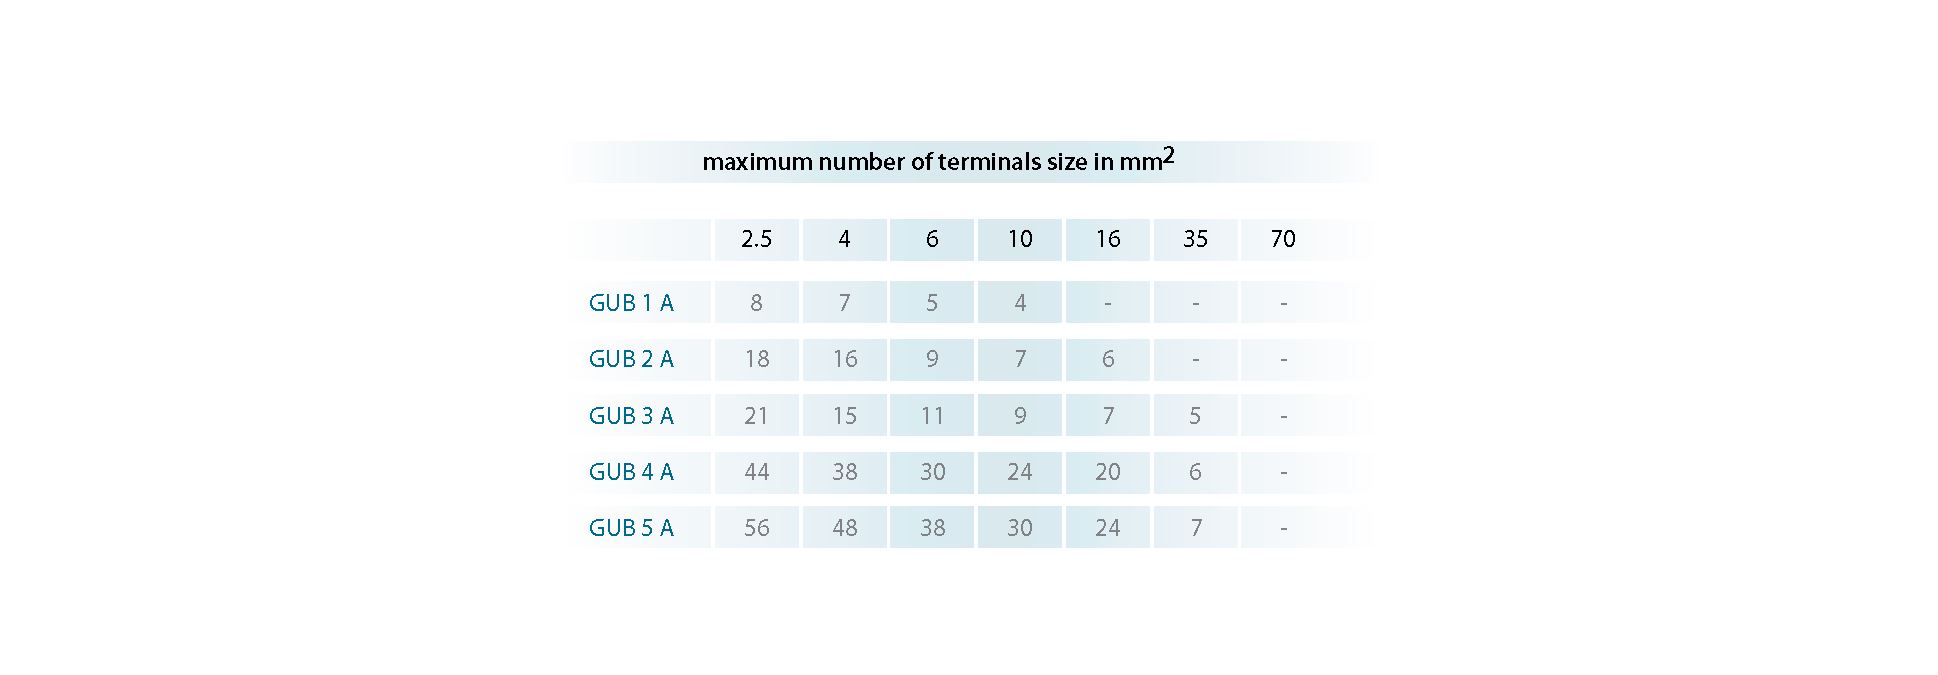 maximum number of terminals size in mm²
2.5 4 6 10 16 35 70
GUB 1 A 8 7 5 4 - - -
GUB 2 A 18 16 9 7 6 - -
GUB 3 A 21 15 11 9 7 5 -
GUB 4 A 44 38 30 24 20 6 -
GUB 5 A 56 48 38 30 24 7 -